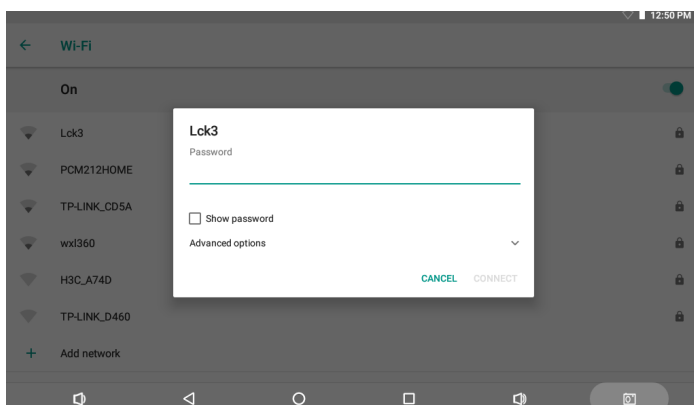 12:50 PM
Wi-Fi
On
Lck3
PCM212HOME
TP-LINK_CD5A
wxl360
H3C_A74D
TP-LINK_D460
Add network
Lck3
Password
Show password
Advanced options
CANCEL CONNECT